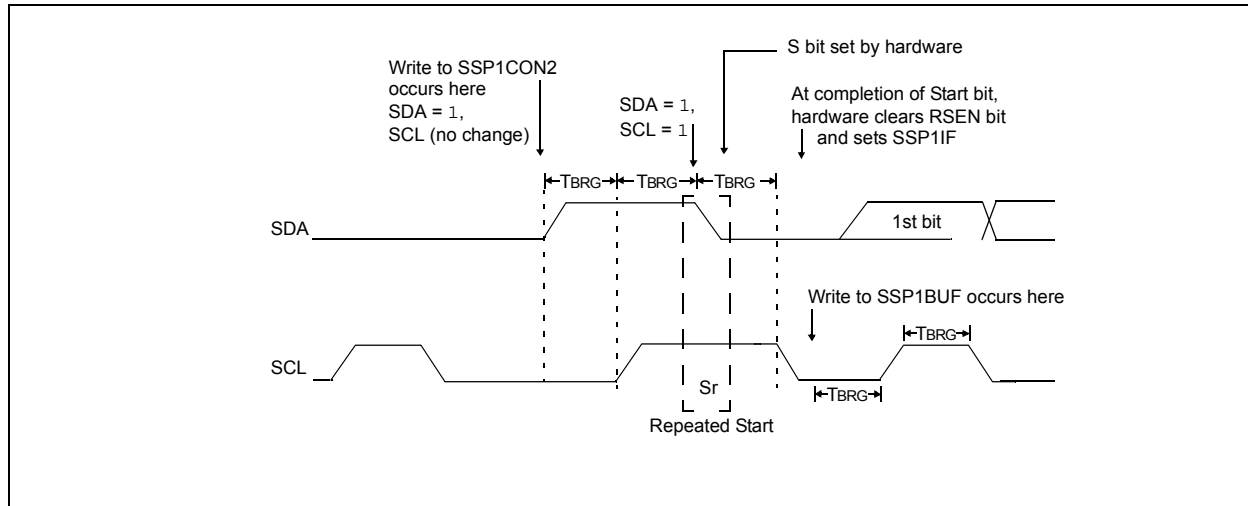 S bit set by hardware
Write to SSP1CON2
occurs here
SDA = 1,
SCL (no change)
SDA = 1,
SCL = 1
At completion of Start bit,
hardware clears RSEN bit
and sets SSP1IF
TBRG TBRG TBRG
SDA
1st bit
Write to SSP1BUF occurs here
TBRG
SCL
Sr
TBRG
Repeated Start